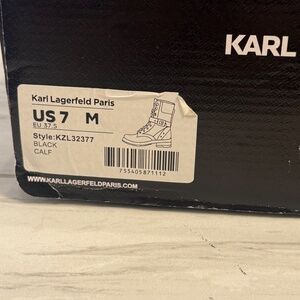 KARL
Karl Lagerfeld Paris
US 7 M
EU 37.5
Style:KZL32377
BLACK
CALF
755405871112
WWW.KARLLAGERFELDPARIS.COM